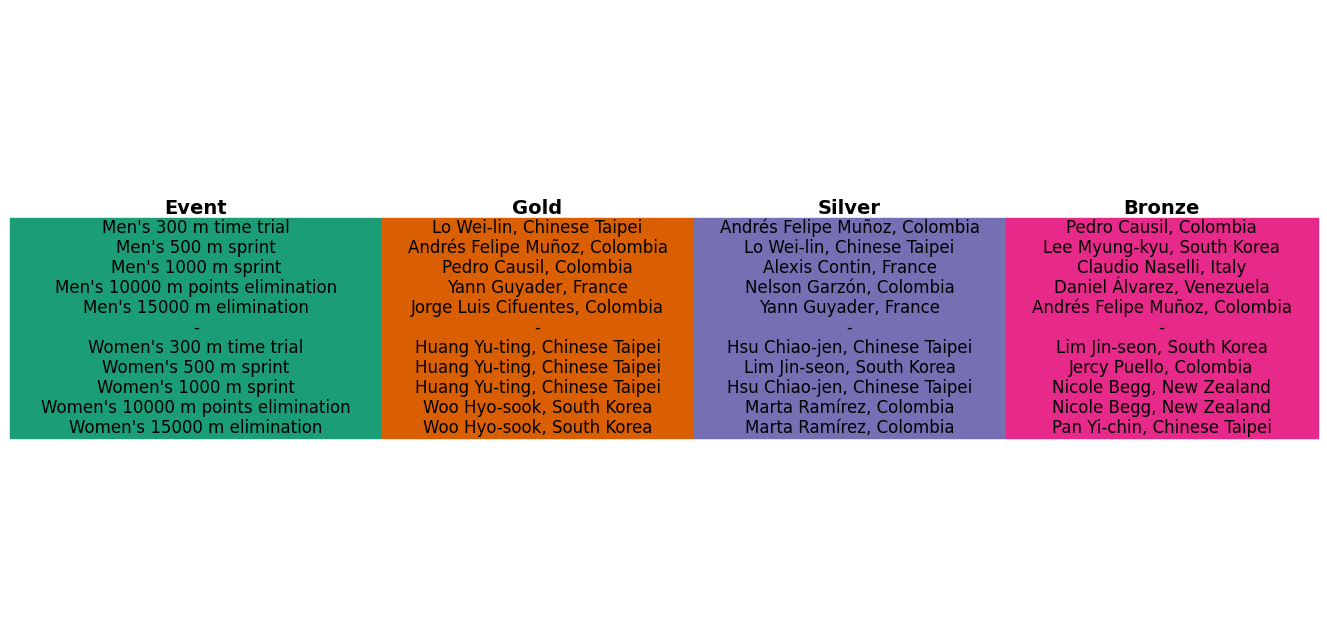 Event Gold Silver Bronze
Men's 300 m time trial Lo Wei-lin, Chinese Taipei Andrés Felipe Muñoz, Colombia Pedro Causil, Colombia
Men's 500 m sprint Andrés Felipe Muñoz, Colombia Lo Wei-lin, Chinese Taipei Lee Myung-kyu, South Korea
Men's 1000 m sprint Pedro Causil, Colombia Alexis Contin, France Claudio Naselli, Italy
Men's 10000 m points elimination Yann Guyader, France Nelson Garzón, Colombia Daniel Álvarez, Venezuela
Men's 15000 m elimination Jorge Luis Cifuentes, Colombia Yann Guyader, France Andrés Felipe Muñoz, Colombia
- - - -
Women's 300 m time trial Huang Yu-ting, Chinese Taipei Hsu Chiao-jen, Chinese Taipei Lim Jin-seon, South Korea
Women's 500 m sprint Huang Yu-ting, Chinese Taipei Lim Jin-seon, South Korea Jercy Puello, Colombia
Women's 1000 m sprint Huang Yu-ting, Chinese Taipei Hsu Chiao-jen, Chinese Taipei Nicole Begg, New Zealand
Women's 10000 m points elimination Woo Hyo-sook, South Korea Marta Ramírez, Colombia Nicole Begg, New Zealand
Women's 15000 m elimination Woo Hyo-sook, South Korea Marta Ramírez, Colombia Pan Yi-chin, Chinese Taipei